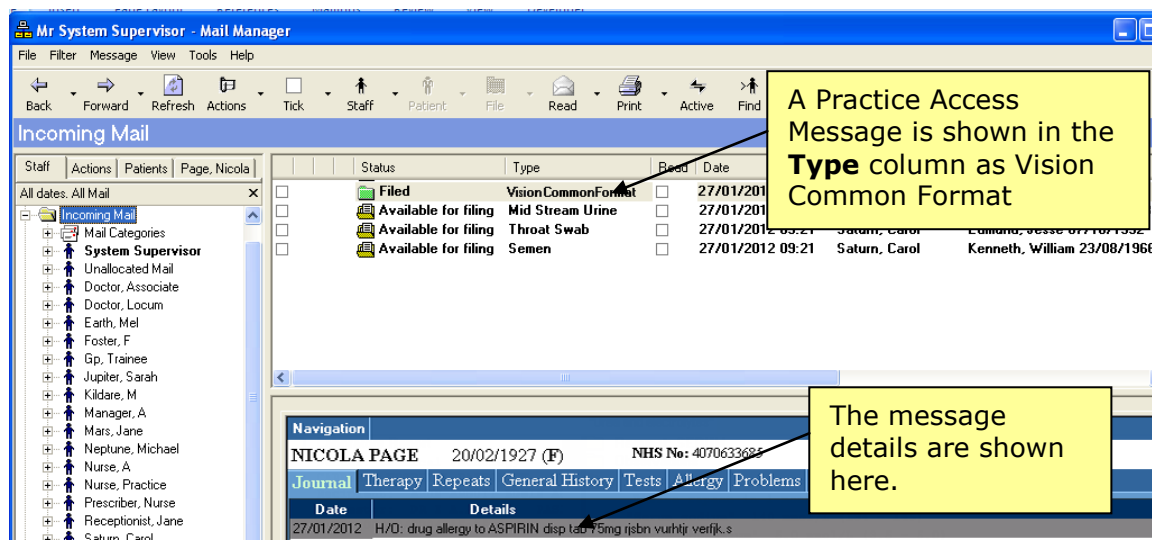 Mr System Supervisor - Mail Manager
File Filter Message View Tools Help
Back Forward Refresh Actions Tick Staff Patient File Read Print Active Find
A Practice Access
Message is shown in the
Type column as Vision
Common Format
Incoming Mail
Staff Actions Patients Page, Nicola
Status Type Read Date
All dates. All Mail x
Filed VisionCommonFormat 27/01/201
Available for filing Mid Stream Urine 27/01/201
Available for filing Throat Swab 27/01/2012
Available for filing Semen 27/01/2012 09:21 Saturn, Carol Kenneth, William 23/08/1966
Incoming Mail
Mail Categories
System Supervisor
Unallocated Mail
Doctor, Associate
Doctor, Locum
Earth, Mel
Foster, F
Gp, Trainee
Jupiter, Sarah
Kildare, M
Manager, A
Mars, Jane
Neptune, Michael
Nurse, A
Nurse, Practice
Prescriber, Nurse
Receptionist, Jane
Saturn, Carol
The message
details are shown
here.
Navigation
NICOLA PAGE 20/02/1927 (F) NHS No: 4070633685
Journal Therapy Repeats General History Tests Allergy Problems
Date Details
27/01/2012 H/O: drug allergy to ASPIRIN disp tab 75mg rjsbn vurhtjr verfjk.s